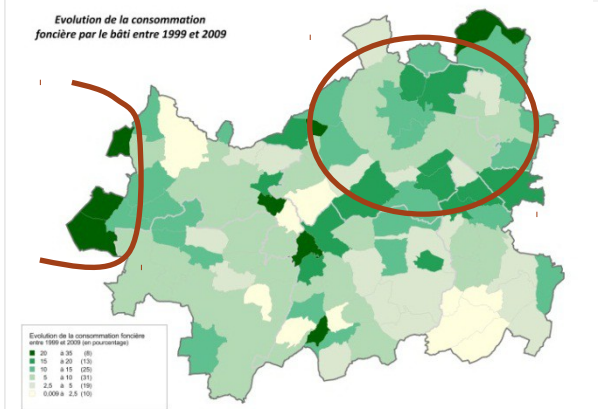 Evolution de la consommation
foncière par le bâti entre 1999 et 2009
Evolution de la consommation foncière
entre 1999 et 2009 (en pourcentage)
20 à 35 (8)
15 à 20 (13)
10 à 15 (25)
5 à 10 (31)
2,5 à 5 (19)
0,009 à 2,5 (10)